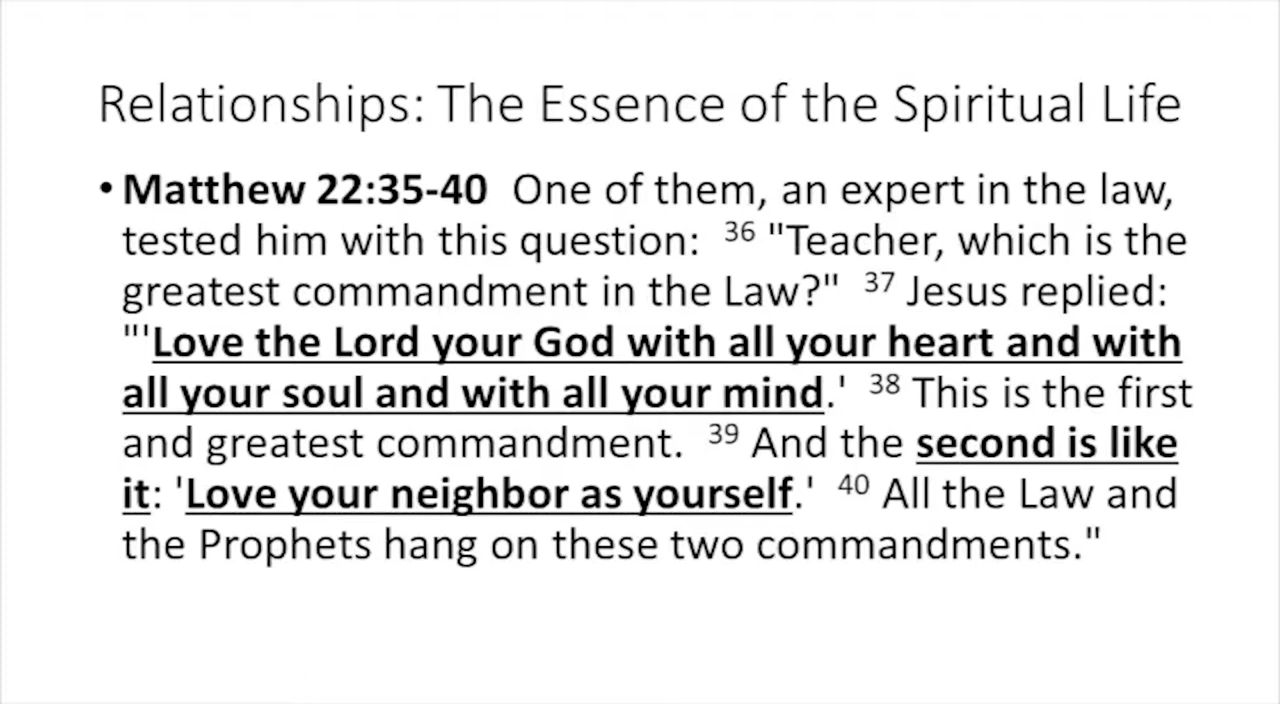 Relationships: The Essence of the Spiritual Life
• Matthew 22:35-40 One of them, an expert in the law,
tested him with this question: 36 "Teacher, which is the
greatest commandment in the Law?" 37 Jesus replied:
"'Love the Lord your God with all your heart and with
all your soul and with all your mind.' 38 This is the first
and greatest commandment. 39 And the second is like
it: 'Love your neighbor as yourself.' 40 All the Law and
the Prophets hang on these two commandments."